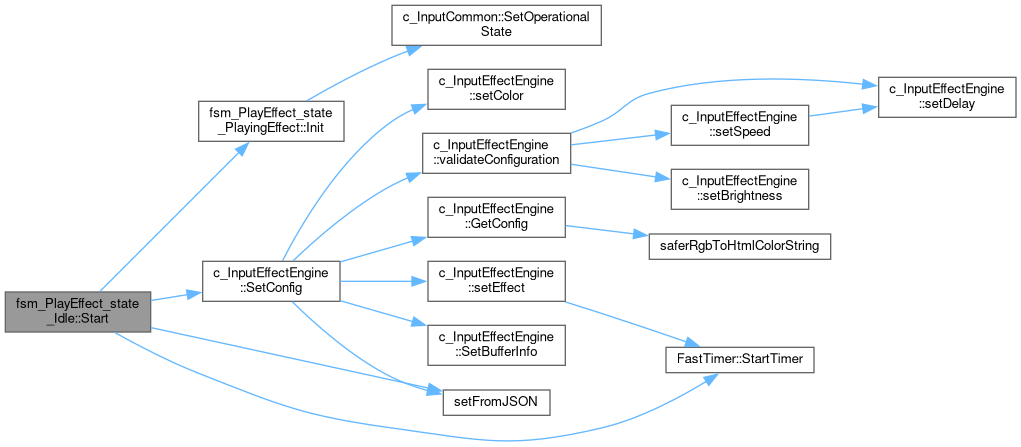 c_InputCommon::SetOperational
State
c_InputEffectEngine
::setColor
c_InputEffectEngine
::setDelay
fsm_PlayEffect_state
_PlayingEffect::Init
c_InputEffectEngine
::setSpeed
c_InputEffectEngine
::validateConfiguration
c_InputEffectEngine
::setBrightness
c_InputEffectEngine
::GetConfig
saferRgbToHtmlColorString
c_InputEffectEngine
::SetConfig
c_InputEffectEngine
::setEffect
fsm_PlayEffect_state
_Idle::Start
c_InputEffectEngine
::SetBufferInfo
FastTimer::StartTimer
setFromJSON